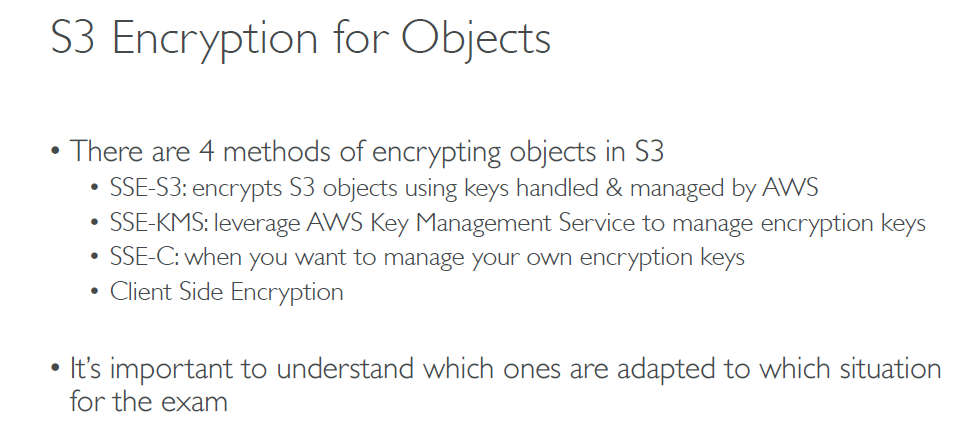 S3 Encryption for Objects
• There are 4 methods of encrypting objects in S3
• SSE-S3: encrypts S3 objects using keys handled & managed by AWS
• SSE-KMS: leverage AWS Key Management Service to manage encryption keys
• SSE-C: when you want to manage your own encryption keys
• Client Side Encryption
• It’s important to understand which ones are adapted to which situation
for the exam